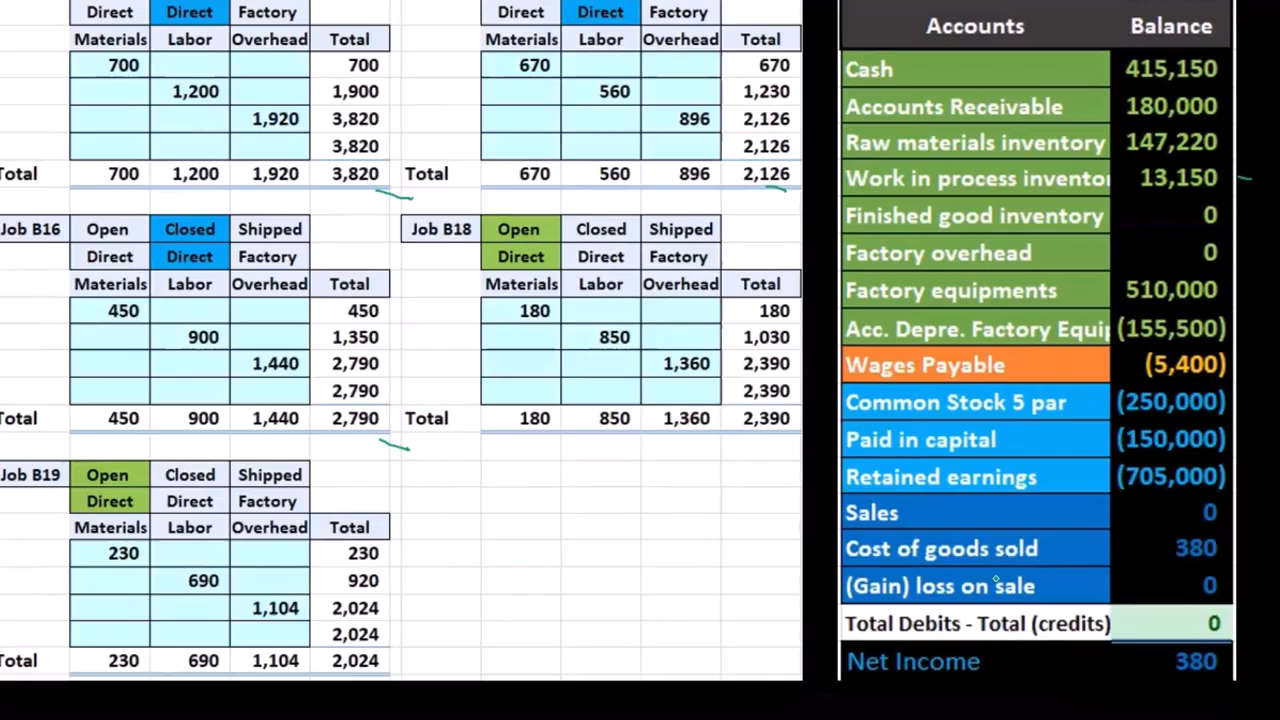 Direct Direct Factory
Materials Labor Overhead Total
700 700
1,200 1,900
1,920 3,820
3,820
Total 700 1,200 1,920 3,820
Direct Direct Factory
Materials Labor Overhead Total
670 670
560 1,230
896 2,126
2,126
Total 670 560 896 2,126
Job B16 Open Closed Shipped
Direct Direct Factory
Materials Labor Overhead Total
450 450
900 1,350
1,440 2,790
2,790
Total 450 900 1,440 2,790
Job B18 Open Closed Shipped
Direct Direct Factory
Materials Labor Overhead Total
180 180
850 1,030
1,360 2,390
2,390
Total 180 850 1,360 2,390
Job B19 Open Closed Shipped
Direct Direct Factory
Materials Labor Overhead Total
230 230
690 920
1,104 2,024
2,024
Total 230 690 1,104 2,024
Accounts Balance
Cash 415,150
Accounts Receivable 180,000
Raw materials inventory 147,220
Work in process invento 13,150
Finished good inventory 0
Factory overhead 0
Factory equipments 510,000
Acc. Depre. Factory Equip (155,500)
Wages Payable (5,400)
Common Stock 5 par (250,000)
Paid in capital (150,000)
Retained earnings (705,000)
Sales 0
Cost of goods sold 380
(Gain) loss on sale 0
Total Debits - Total (credits) 0
Net Income 380